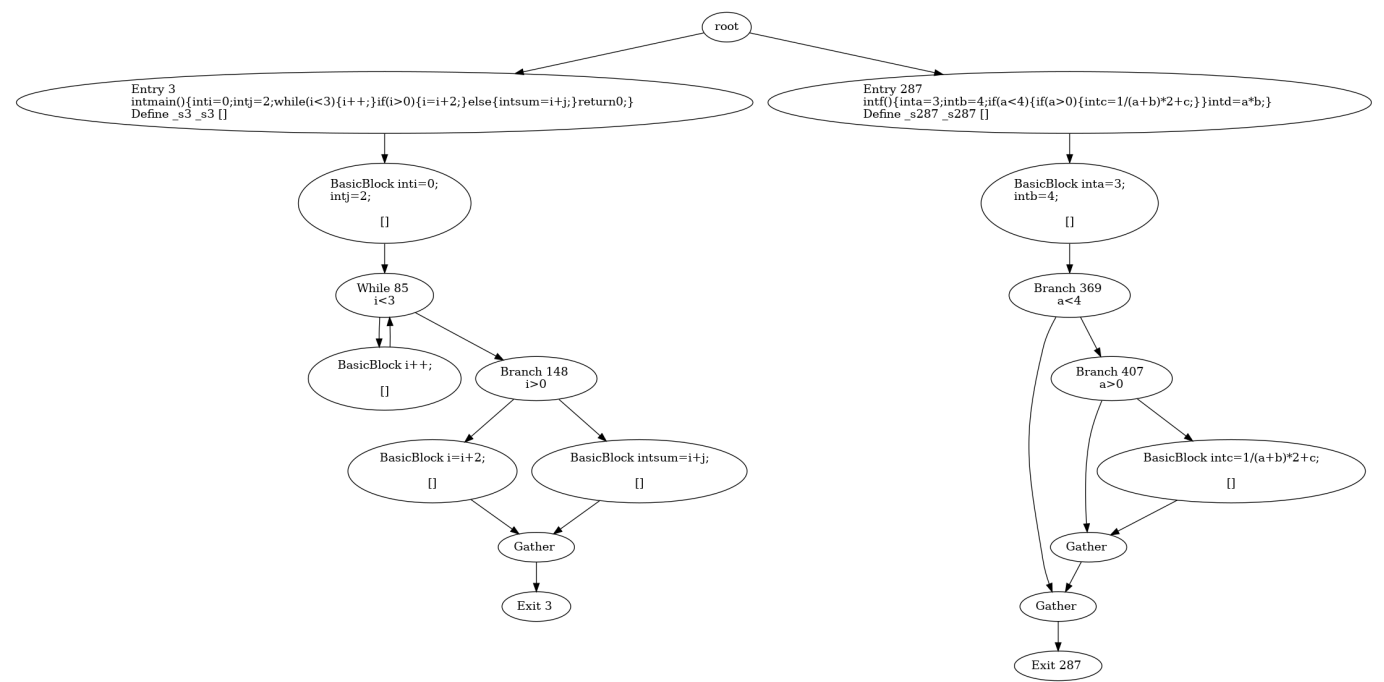 root
Entry 3
intmain(){inti=0;intj=2;while(i<3){i++;}if(i>0){i=i+2;}else{intsum=i+j;}return0;}
Define _s3 _s3 []
Entry 287
intf(){inta=3;intb=4;if(a<4){if(a>0){intc=1/(a+b)*2+c;}}intd=a*b;}
Define _s287 _s287 []
BasicBlock inti=0;
intj=2;
[]
BasicBlock inta=3;
intb=4;
[]
While 85
i<3
Branch 369
a<4
BasicBlock i++;
[]
Branch 148
i>0
Branch 407
a>0
BasicBlock i=i+2;
[]
BasicBlock intsum=i+j;
[]
BasicBlock intc=1/(a+b)*2+c;
[]
Gather
Gather
Exit 3
Gather
Exit 287